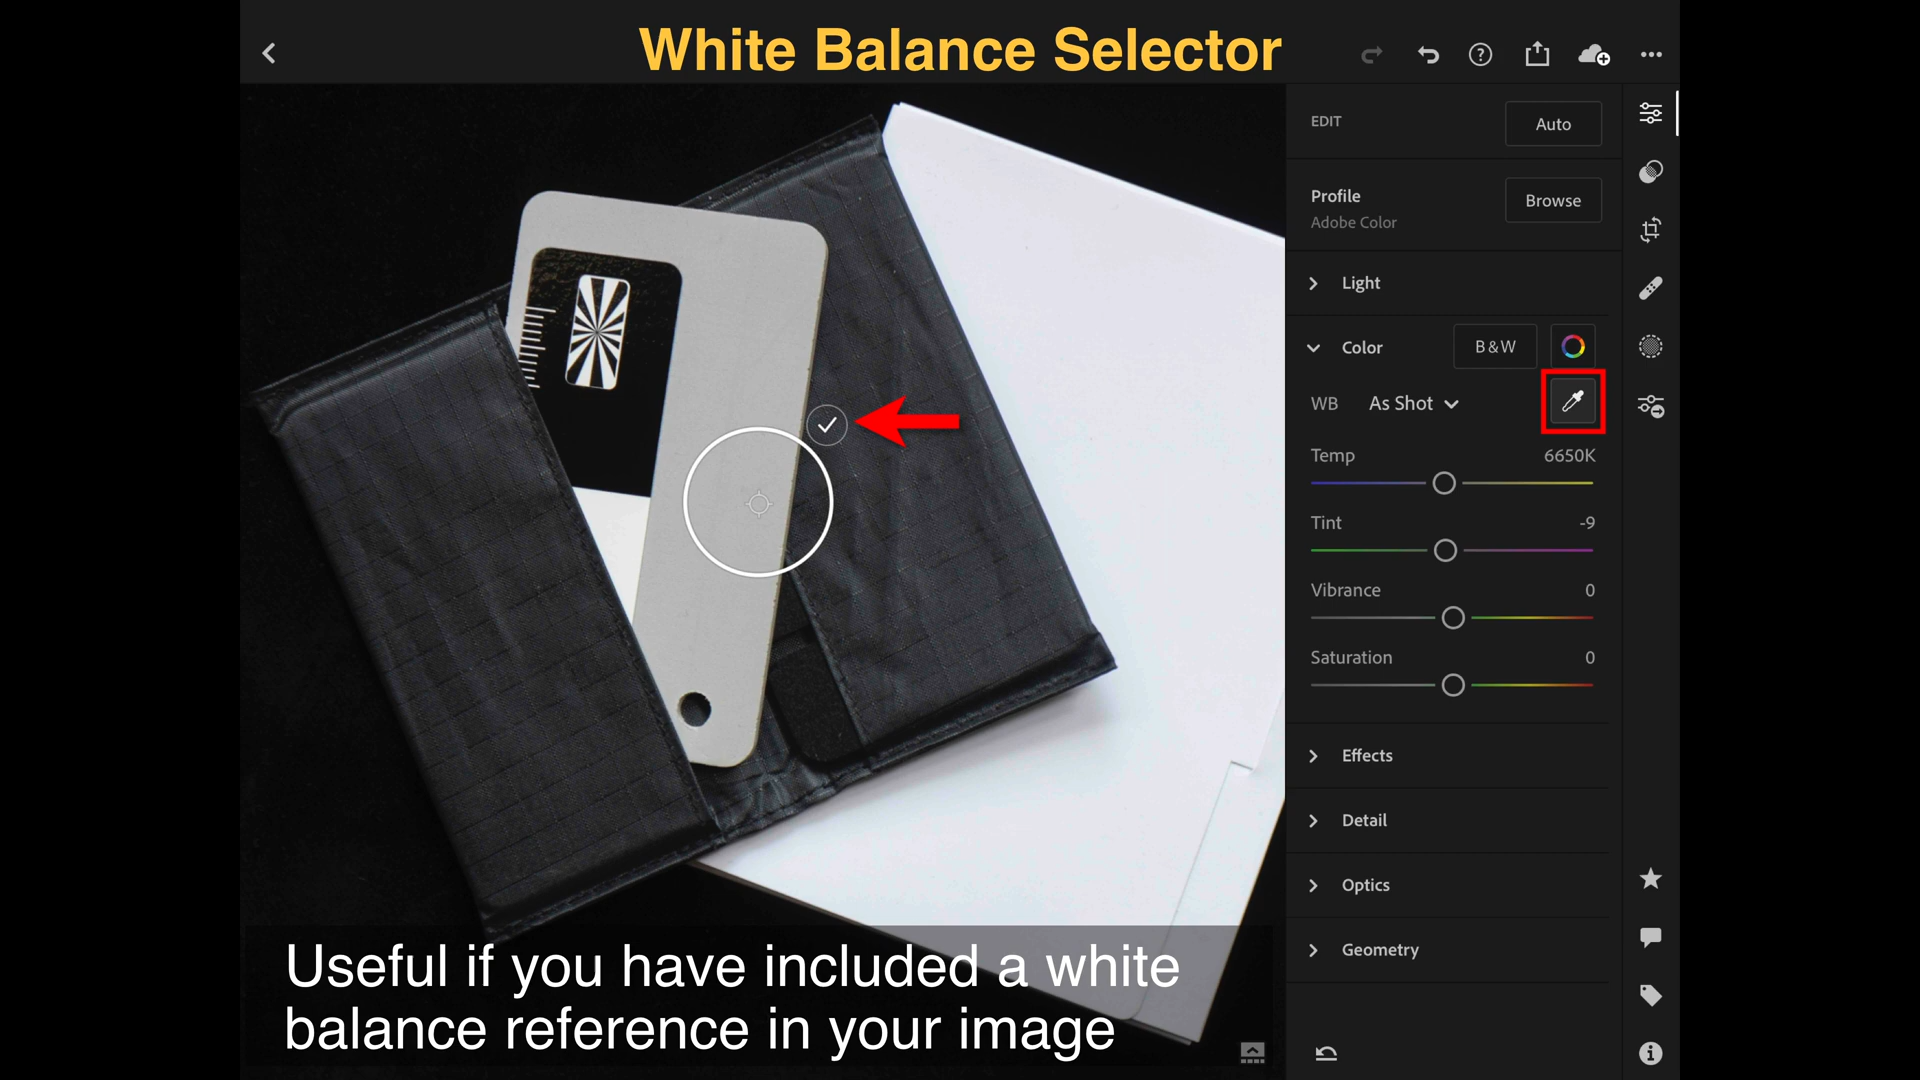 White Balance Selector
EDIT
Auto
Profile
Adobe Color
Browse
Light
Color
B&W
WB
As Shot
Temp
6650K
Tint
-9
Vibrance
0
Saturation
0
Effects
Detail
Optics
Geometry
Useful if you have included a white
balance reference in your image